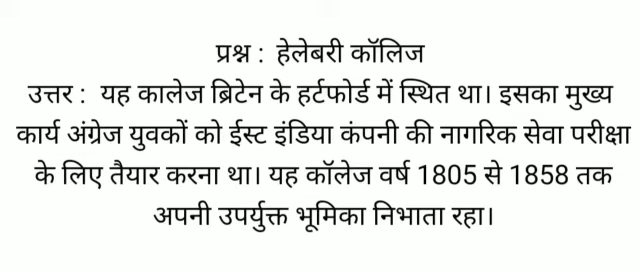 प्रश्न : हेलेबरी कॉलिज
उत्तर : यह कालेज ब्रिटेन के हर्टफोर्ड में स्थित था। इसका मुख्य
कार्य अंग्रेज युवकों को ईस्ट इंडिया कंपनी की नागरिक सेवा परीक्षा
के लिए तैयार करना था। यह कॉलेज वर्ष 1805 से 1858 तक
अपनी उपर्युक्त भूमिका निभाता रहा।